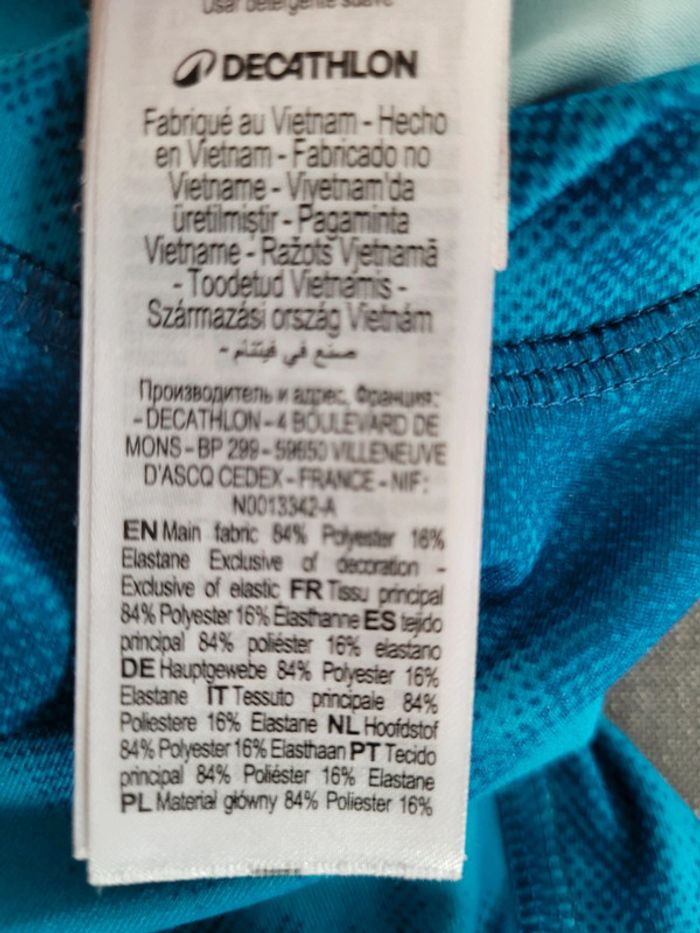 Usar detergente suave
DECATHLON
Fabriqué au Vietnam - Hecho
en Vietnam - Fabricado no
Vietname - Vıyetnam'da
üretilmiştir - Pagaminta
Vietname - Ražots Vjetnamā
- Toodetud Vietnamis -
Származási ország Vietnám
صنع في فيتنام -
Производитель и адрес, Франция:
- DECATHLON - 4 BOULEVARD DE
MONS - BP 299 - 59650 VILLENEUVE
D'ASCQ CEDEX - FRANCE - NIF:
N0013342-A
EN Main fabric 84% Polyester 16%
Elastane Exclusive of decoration -
Exclusive of elastic FR Tissu principal
84% Polyester 16% Élasthanne ES tejido
principal 84% poliéster 16% elastano
DE Hauptgewebe 84% Polyester 16%
Elastane IT Tessuto principale 84%
Poliestere 16% Elastane NL Hoofdstof
84% Polyester 16% Elasthaan PT Tecido
principal 84% Poliéster 16% Elastane
PL Materiał główny 84% Poliester 16%